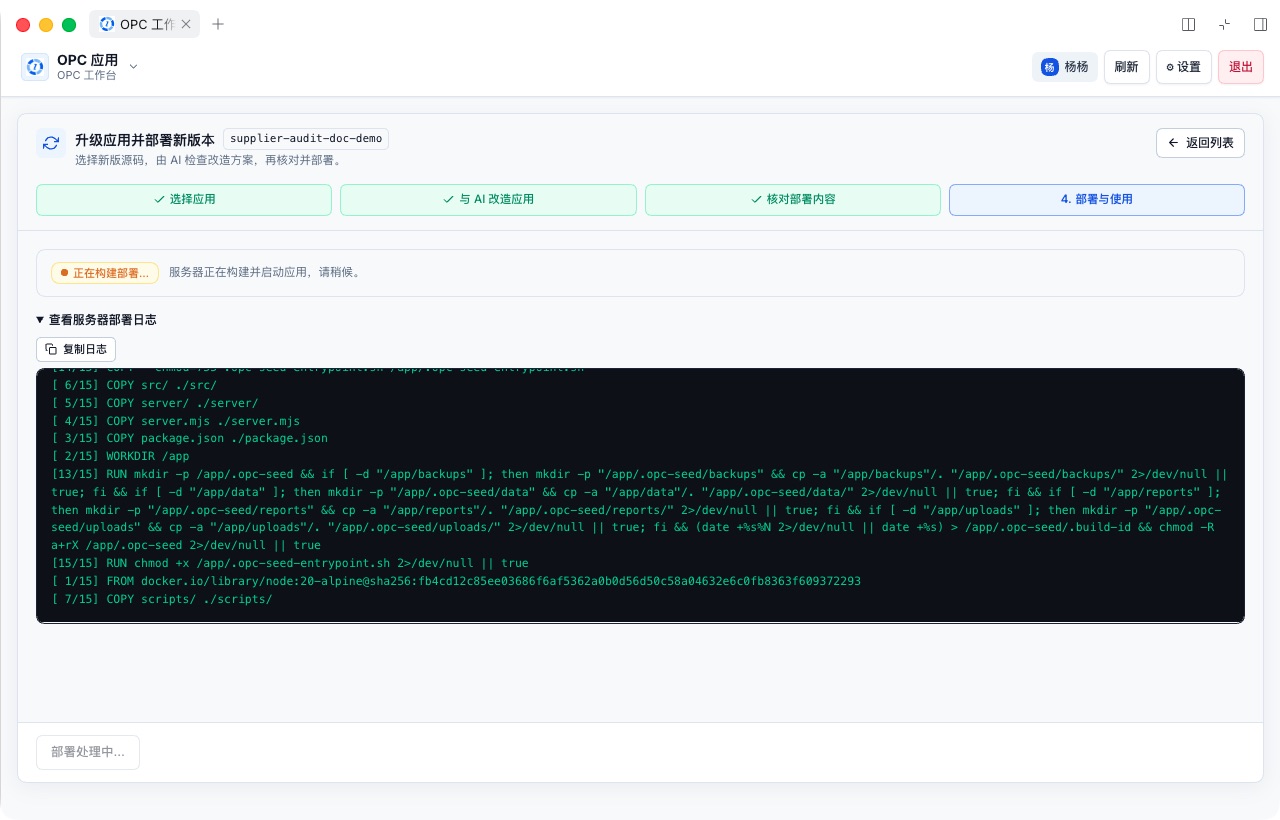 OPC 工作
OPC 应用
OPC 工作台
杨 杨杨
刷新
设置
退出
升级应用并部署新版本 supplier-audit-doc-demo
选择新版源码，由 AI 检查改造方案，再核对并部署。
返回列表
选择应用
与 AI 改造应用
核对部署内容
4. 部署与使用
正在构建部署... 服务器正在构建并启动应用，请稍候。
查看服务器部署日志
复制日志
[ 6/15] COPY src/ ./src/
[ 5/15] COPY server/ ./server/
[ 4/15] COPY server.mjs ./server.mjs
[ 3/15] COPY package.json ./package.json
[ 2/15] WORKDIR /app
[13/15] RUN mkdir -p /app/.opc-seed && if [ -d "/app/backups" ]; then mkdir -p "/app/.opc-seed/backups" && cp -a "/app/backups"/. "/app/.opc-seed/backups/" 2>/dev/null ||
true; fi && if [ -d "/app/data" ]; then mkdir -p "/app/.opc-seed/data" && cp -a "/app/data"/. "/app/.opc-seed/data/" 2>/dev/null || true; fi && if [ -d "/app/reports" ];
then mkdir -p "/app/.opc-seed/reports" && cp -a "/app/reports"/. "/app/.opc-seed/reports/" 2>/dev/null || true; fi && if [ -d "/app/uploads" ]; then mkdir -p "/app/.opc-
seed/uploads" && cp -a "/app/uploads"/. "/app/.opc-seed/uploads/" 2>/dev/null || true; fi && (date +%s%N 2>/dev/null || date +%s) > /app/.opc-seed/.build-id && chmod -R
a+rX /app/.opc-seed 2>/dev/null || true
[15/15] RUN chmod +x /app/.opc-seed-entrypoint.sh 2>/dev/null || true
[ 1/15] FROM docker.io/library/node:20-alpine@sha256:fb4cd12c85ee03686f6af5362a0b0d56d50c58a04632e6c0fb8363f609372293
[ 7/15] COPY scripts/ ./scripts/
部署处理中...